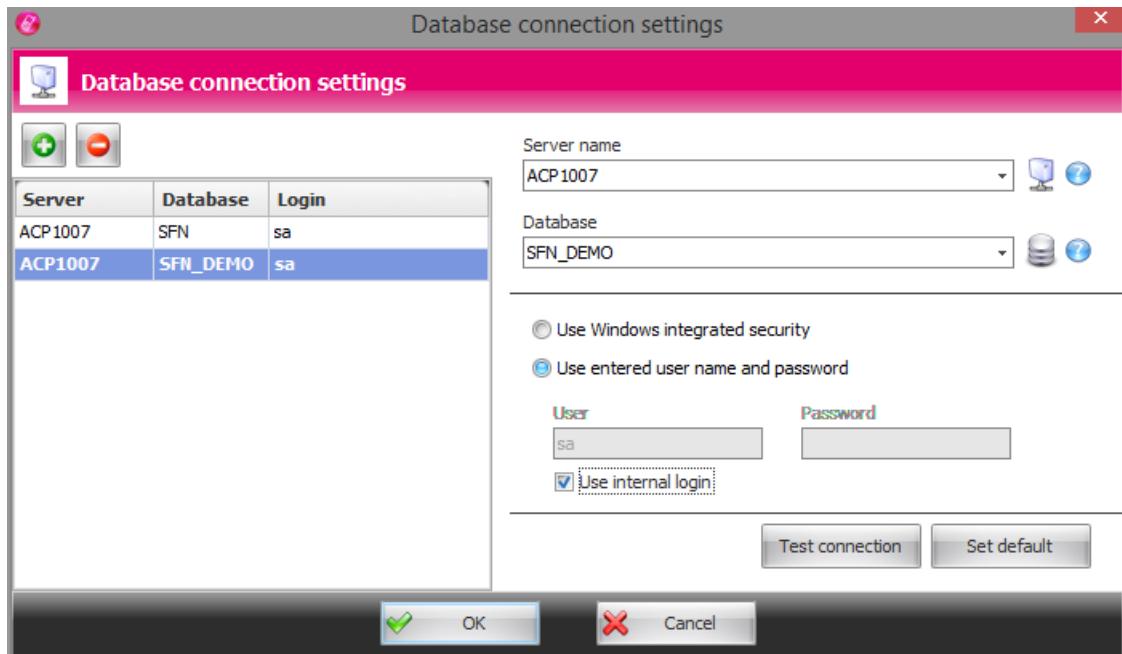 Database connection settings
Database connection settings
Server Database Login
ACP1007 SFN sa
ACP1007 SFN_DEMO sa
Server name
ACP1007
Database
SFN_DEMO
Use Windows integrated security
Use entered user name and password
User Password
sa
Use internal login
Test connection Set default
OK Cancel